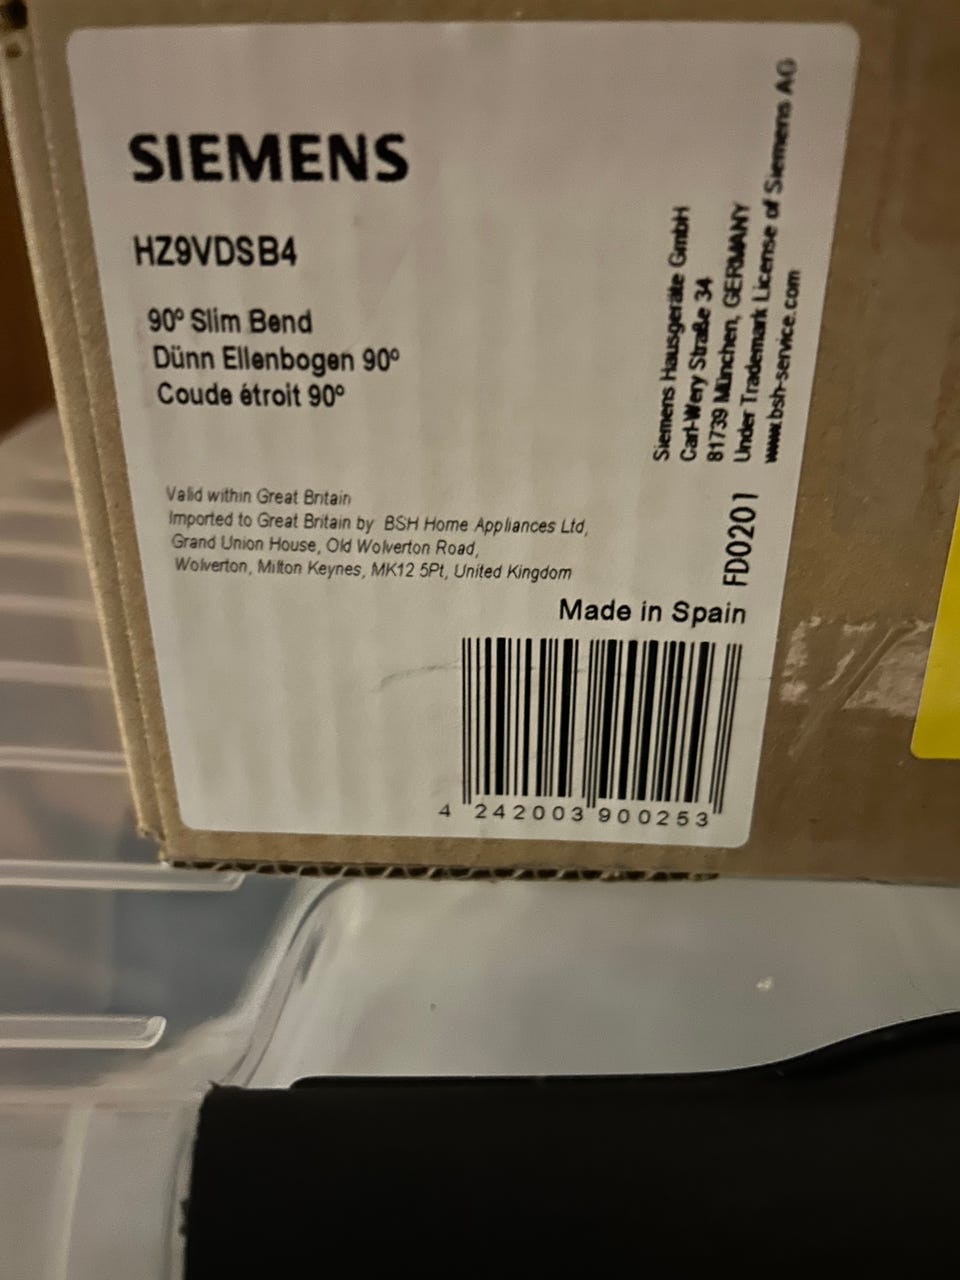 SIEMENS
HZ9VDSB4
90° Slim Bend
Dünn Ellenbogen 90°
Coude étroit 90°
Valid within Great Britain
Imported to Great Britain by BSH Home Appliances Ltd,
Grand Union House, Old Wolverton Road,
Wolverton, Milton Keynes, MK12 5Pt, United Kingdom
Siemens Hausgeräte GmbH
Carl-Wery Straße 34
81739 München, GERMANY
Under Trademark License of Siemens AG
www.bsh-service.com
FD0201
Made in Spain
4 242003 900253